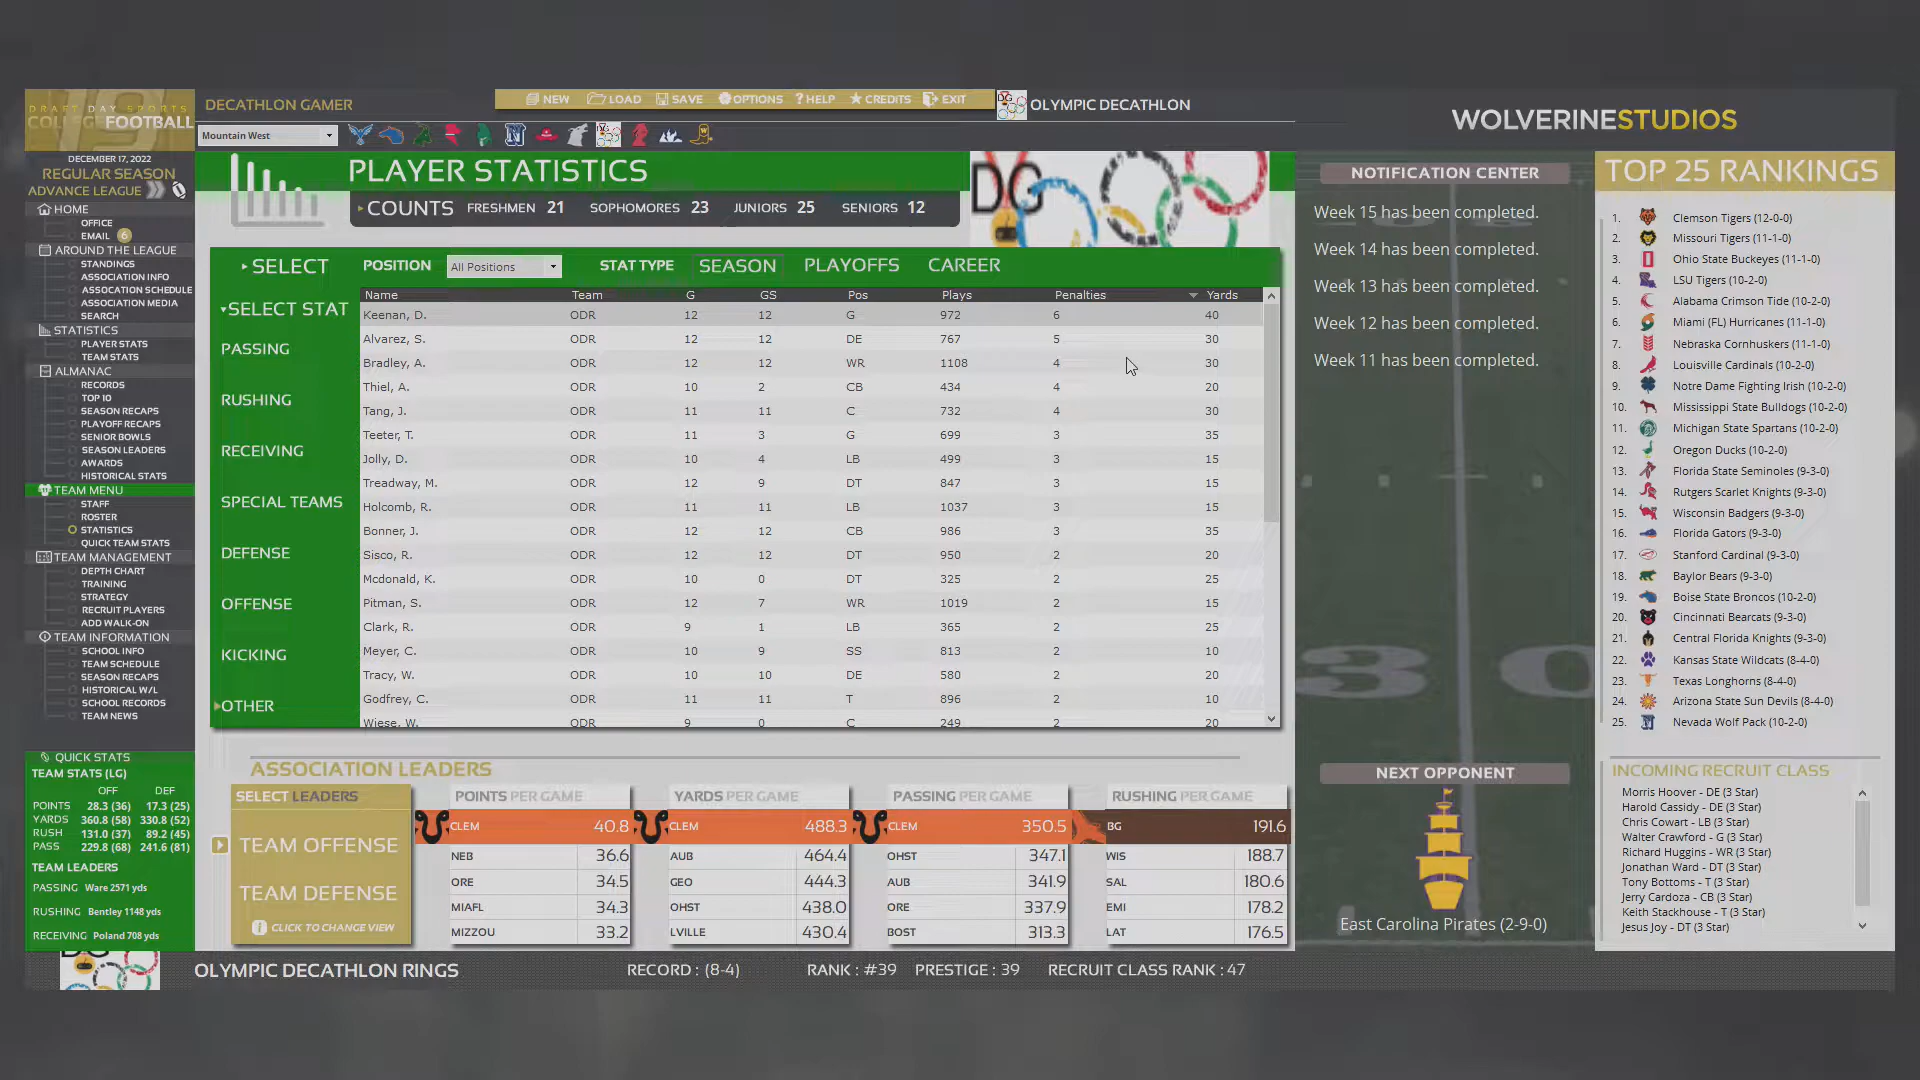 DRAFT DAY SPORTS
COLLEGE FOOTBALL
DECATHLON GAMER
NEW LOAD SAVE OPTIONS ? HELP CREDITS EXIT
OLYMPIC DECATHLON
WOLVERINESTUDIOS
Mountain West
DECEMBER 17, 2022
REGULAR SEASON
ADVANCE LEAGUE
HOME
OFFICE
EMAIL 6
AROUND THE LEAGUE
STANDINGS
ASSOCIATION INFO
ASSOCATION SCHEDULE
ASSOCIATION MEDIA
SEARCH
STATISTICS
PLAYER STATS
TEAM STATS
ALMANAC
RECORDS
TOP 10
SEASON RECAPS
PLAYOFF RECAPS
SENIOR BOWLS
SEASON LEADERS
AWARDS
HISTORICAL STATS
TEAM MENU
STAFF
ROSTER
STATISTICS
QUICK TEAM STATS
TEAM MANAGEMENT
DEPTH CHART
TRAINING
STRATEGY
RECRUIT PLAYERS
ADD WALK-ON
TEAM INFORMATION
SCHOOL INFO
TEAM SCHEDULE
SEASON RECAPS
HISTORICAL W/L
SCHOOL RECORDS
TEAM NEWS
QUICK STATS
TEAM STATS (LG)
OFF DEF
POINTS 28.3 (36) 17.3 (25)
YARDS 360.8 (58) 330.8 (52)
RUSH 131.0 (37) 89.2 (45)
PASS 229.8 (68) 241.6 (81)
TEAM LEADERS
PASSING Ware 2571 yds
RUSHING Bentley 1148 yds
RECEIVING Poland 708 yds
PLAYER STATISTICS
COUNTS FRESHMEN 21 SOPHOMORES 23 JUNIORS 25 SENIORS 12
DG
SELECT POSITION All Positions STAT TYPE SEASON PLAYOFFS CAREER
SELECT STAT
PASSING
RUSHING
RECEIVING
SPECIAL TEAMS
DEFENSE
OFFENSE
KICKING
OTHER
Name Team G GS Pos Plays Penalties Yards
Keenan, D. ODR 12 12 G 972 6 40
Alvarez, S. ODR 12 12 DE 767 5 30
Bradley, A. ODR 12 12 WR 1108 4 30
Thiel, A. ODR 10 2 CB 434 4 20
Tang, J. ODR 11 11 C 732 4 30
Teeter, T. ODR 11 3 G 699 3 35
Jolly, D. ODR 10 4 LB 499 3 15
Treadway, M. ODR 12 9 DT 847 3 15
Holcomb, R. ODR 11 11 LB 1037 3 15
Bonner, J. ODR 12 12 CB 986 3 35
Sisco, R. ODR 12 12 DT 950 3 20
Mcdonald, K. ODR 10 0 DT 325 2 25
Pitman, S. ODR 12 7 WR 1019 2 15
Clark, R. ODR 9 1 LB 365 2 25
Meyer, C. ODR 10 9 SS 813 2 10
Tracy, W. ODR 10 10 DE 580 2 20
Godfrey, C. ODR 11 11 T 896 2 10
Wiese, W. ODR 9 0 C 249 2 20
ASSOCIATION LEADERS
SELECT LEADERS
TEAM OFFENSE
TEAM DEFENSE
CLICK TO CHANGE VIEW
POINTS PER GAME
CLEM 40.8
NEB 36.6
ORE 34.5
MIAFL 34.3
MIZZOU 33.2
YARDS PER GAME
CLEM 488.3
AUB 464.4
GEO 444.3
OHST 438.0
LVILLE 430.4
PASSING PER GAME
CLEM 350.5
OHST 347.1
AUB 341.9
ORE 337.9
BOST 313.3
RUSHING PER GAME
BG 191.6
WIS 188.7
SAL 180.6
EMI 178.2
LAT 176.5
NOTIFICATION CENTER
Week 15 has been completed.
Week 14 has been completed.
Week 13 has been completed.
Week 12 has been completed.
Week 11 has been completed.
3 0
NEXT OPPONENT
East Carolina Pirates (2-9-0)
TOP 25 RANKINGS
1. Clemson Tigers (12-0-0)
2. Missouri Tigers (11-1-0)
3. Ohio State Buckeyes (11-1-0)
4. LSU Tigers (10-2-0)
5. Alabama Crimson Tide (10-2-0)
6. Miami (FL) Hurricanes (11-1-0)
7. Nebraska Cornhuskers (11-1-0)
8. Louisville Cardinals (10-2-0)
9. Notre Dame Fighting Irish (10-2-0)
10. Mississippi State Bulldogs (10-2-0)
11. Michigan State Spartans (10-2-0)
12. Oregon Ducks (10-2-0)
13. Florida State Seminoles (9-3-0)
14. Rutgers Scarlet Knights (9-3-0)
15. Wisconsin Badgers (9-3-0)
16. Florida Gators (9-3-0)
17. Stanford Cardinal (9-3-0)
18. Baylor Bears (9-3-0)
19. Boise State Broncos (10-2-0)
20. Cincinnati Bearcats (9-3-0)
21. Central Florida Knights (9-3-0)
22. Kansas State Wildcats (8-4-0)
23. Texas Longhorns (8-4-0)
24. Arizona State Sun Devils (8-4-0)
25. Nevada Wolf Pack (10-2-0)
INCOMING RECRUIT CLASS
Morris Hoover - DE (3 Star)
Harold Cassidy - DE (3 Star)
Chris Cowart - LB (3 Star)
Walter Crawford - G (3 Star)
Richard Huggins - WR (3 Star)
Jonathan Ward - DT (3 Star)
Tony Bottoms - T (3 Star)
Jerry Cardoza - CB (3 Star)
Keith Stackhouse - T (3 Star)
Jesus Joy - DT (3 Star)
OLYMPIC DECATHLON RINGS RECORD : (8-4) RANK : #39 PRESTIGE : 39 RECRUIT CLASS RANK : 47